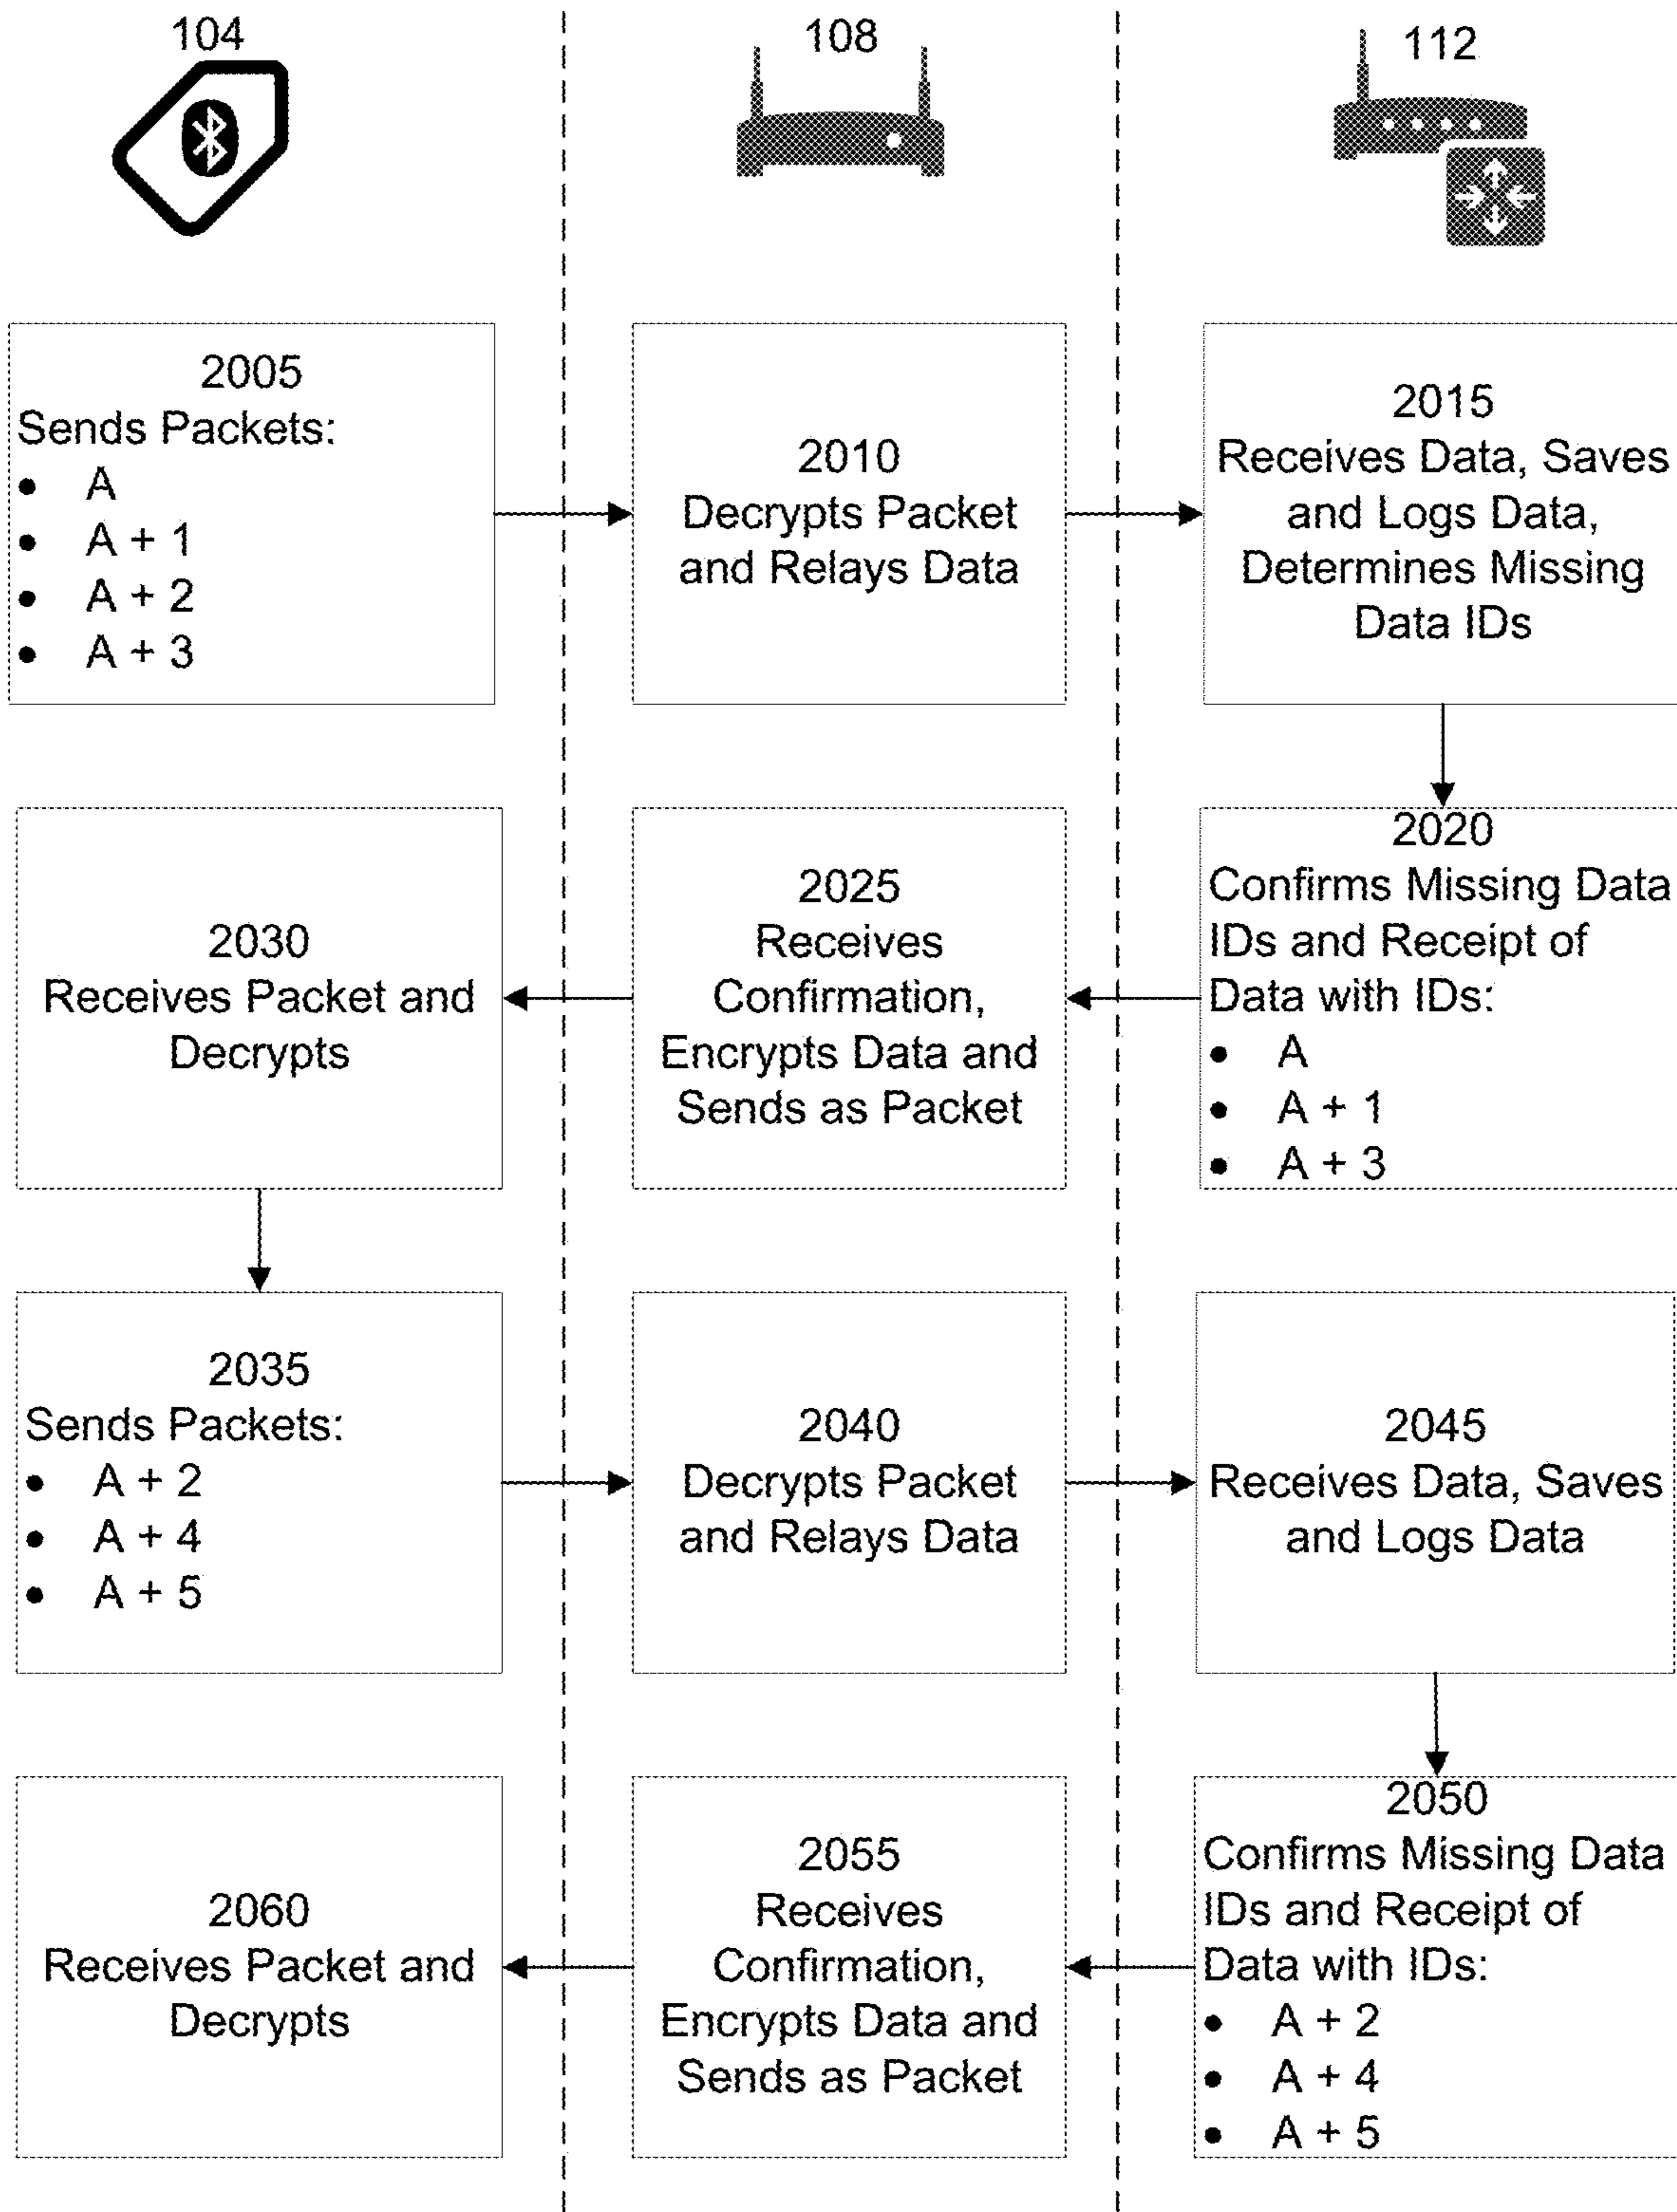 104
108
112
2005
Sends Packets:
• A
• A + 1
• A + 2
• A + 3
2010
Decrypts Packet
and Relays Data
2015
Receives Data, Saves
and Logs Data,
Determines Missing
Data IDs
2020
Confirms Missing Data
IDs and Receipt of
Data with IDs:
• A
• A + 1
• A + 3
2025
Receives
Confirmation,
Encrypts Data and
Sends as Packet
2030
Receives Packet and
Decrypts
2035
Sends Packets:
• A + 2
• A + 4
• A + 5
2040
Decrypts Packet
and Relays Data
2045
Receives Data, Saves
and Logs Data
2050
Confirms Missing Data
IDs and Receipt of
Data with IDs:
• A + 2
• A + 4
• A + 5
2055
Receives
Confirmation,
Encrypts Data and
Sends as Packet
2060
Receives Packet and
Decrypts